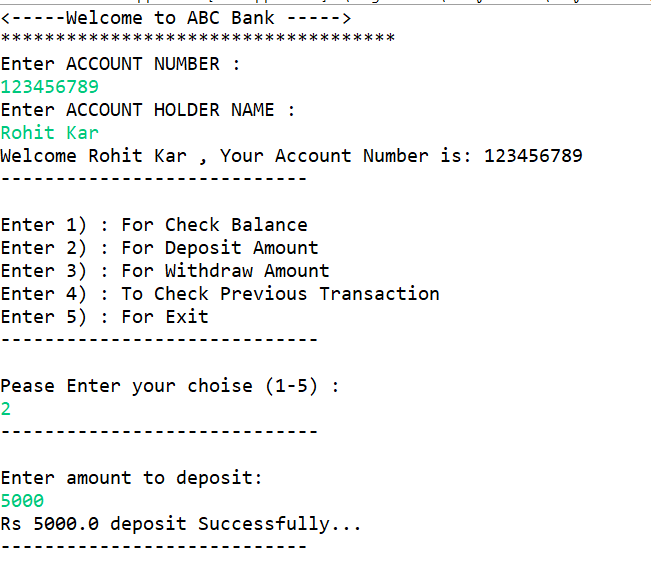 <-----Welcome to ABC Bank ----->
************************************
Enter ACCOUNT NUMBER :
123456789
Enter ACCOUNT HOLDER NAME :
Rohit Kar
Welcome Rohit Kar , Your Account Number is: 123456789
----------------------------
Enter 1) : For Check Balance
Enter 2) : For Deposit Amount
Enter 3) : For Withdraw Amount
Enter 4) : To Check Previous Transaction
Enter 5) : For Exit
-----------------------------
Pease Enter your choise (1-5) :
2
-----------------------------
Enter amount to deposit:
5000
Rs 5000.0 deposit Successfully...
----------------------------